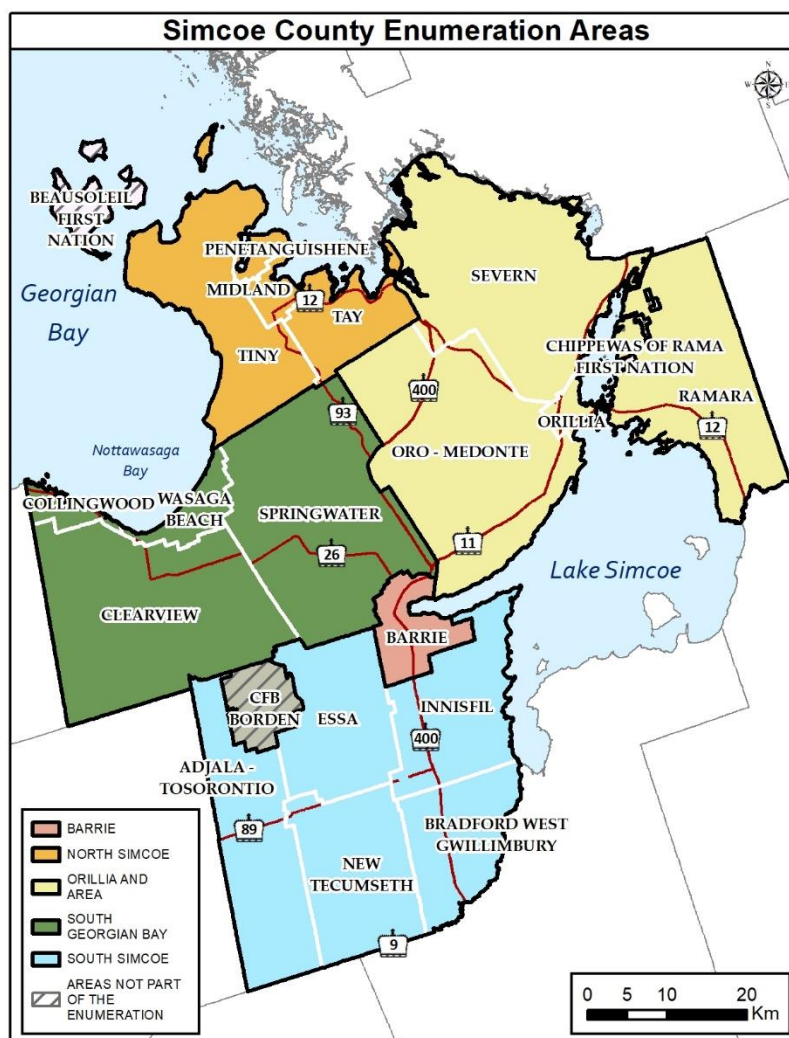 Simcoe County Enumeration Areas
N
W
E
S
BEAUSOLEIL
FIRST
NATION
PENETANGUISHENE
SEVERN
MIDLAND
Georgian
Bay
12
TAY
TINY
CHIPPEWAS OF RAMA
FIRST NATION
RAMARA
400
93
ORILLIA
12
Nottawasaga
Bay
ORO - MEDONTE
COLLINGWOOD
WASAGA
BEACH
SPRINGWATER
26
11
Lake Simcoe
CLEARVIEW
BARRIE
CFB
BORDEN
ESSA
INNISFIL
400
ADJALA -
TOSORONTIO
89
BRADFORD WEST
GWILLIMBURY
NEW
TECUMSETH
9
BARRIE
NORTH SIMCOE
ORILLIA AND
AREA
SOUTH
GEORGIAN BAY
SOUTH SIMCOE
AREAS NOT PART
OF THE
ENUMERATION
0 5 10 20
Km